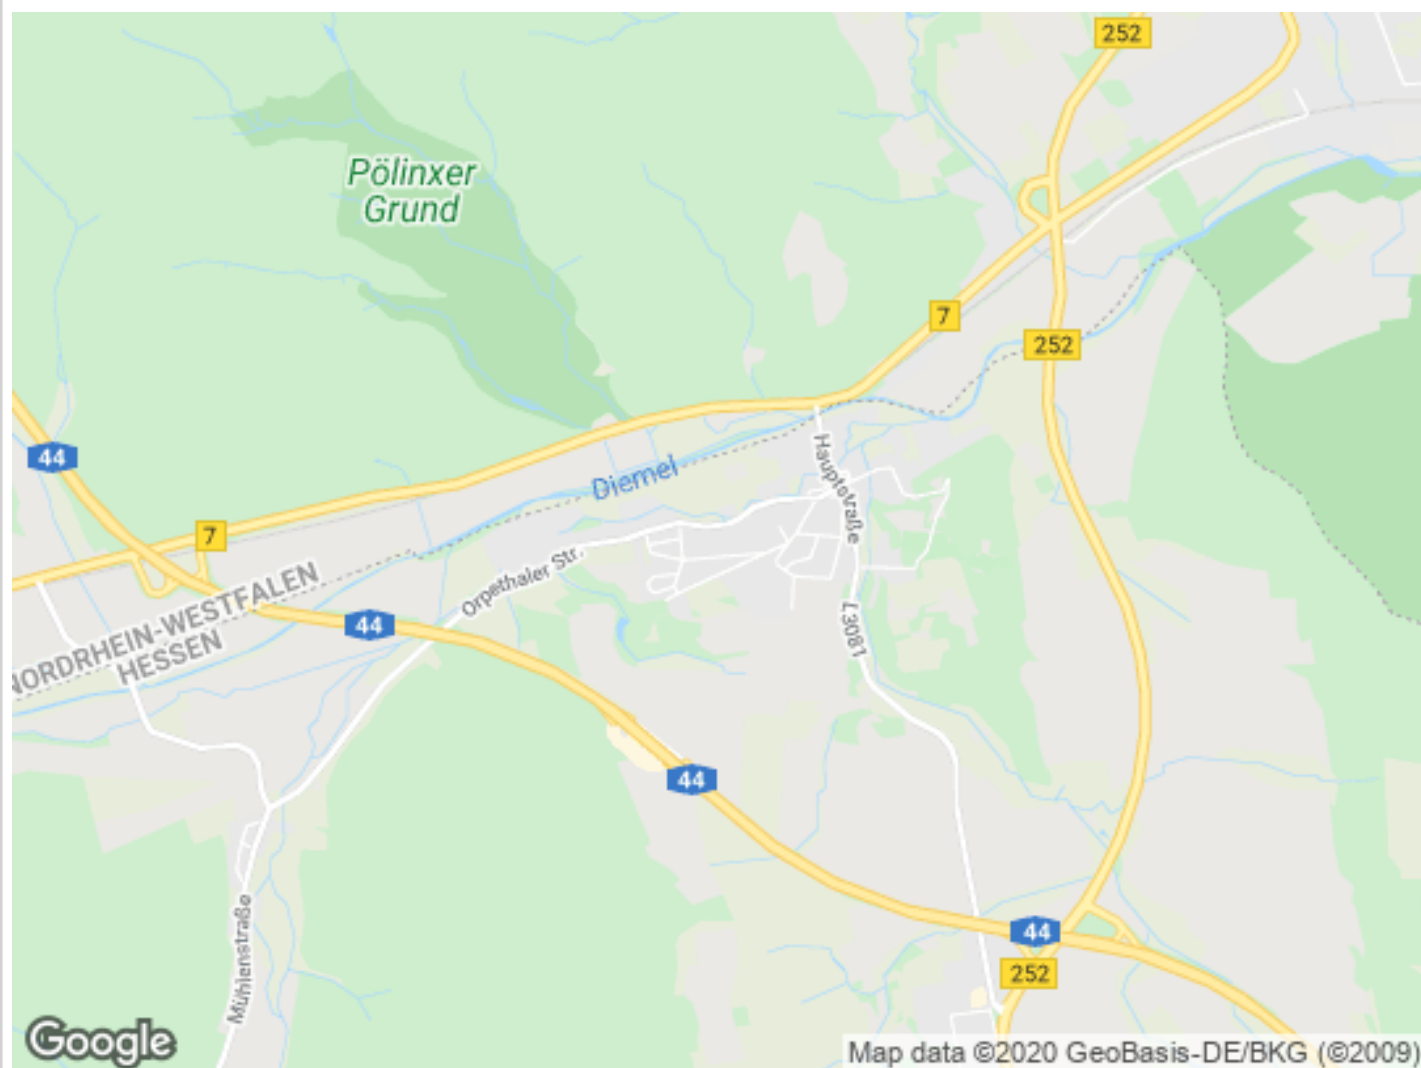 252
Pölinxer
Grund
7
252
44
Hauptstraße
Diemel
7
Orpethaler Str.
NORDRHEIN-WESTFALEN
HESSEN
44
L3081
44
Mühlenstraße
44
252
Google
Map data ©2020 GeoBasis-DE/BKG (©2009)